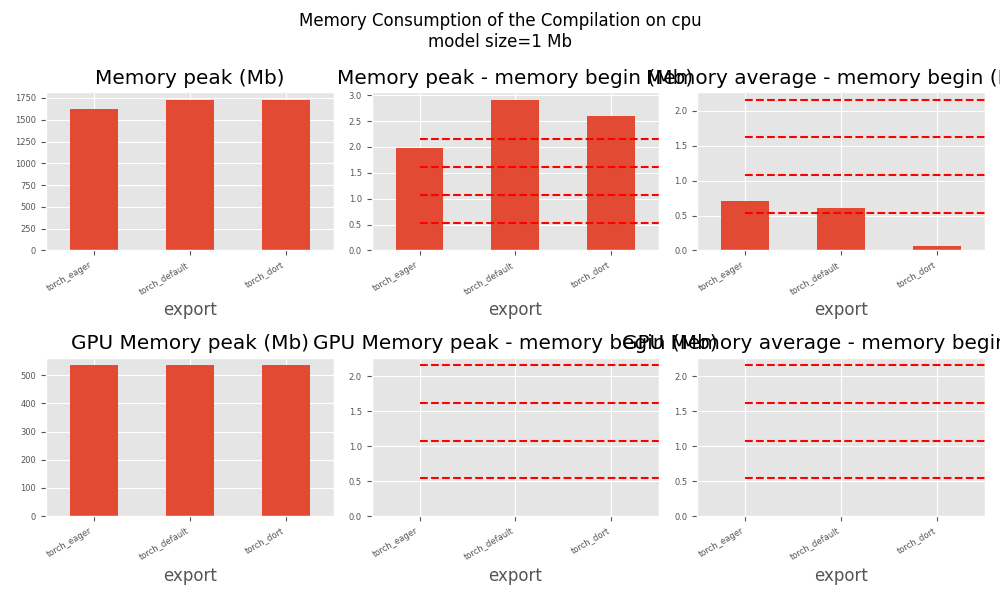 Memory Consumption of the Compilation on cpu
model size=1 Mb
Memory peak (Mb)
Memory peak - memory begin (Mb)
Memory average - memory begin (
1750
1500
1250
1000
750
500
250
0
torch_eager
torch_default
torch_dort
export
3.0
2.5
2.0
1.5
1.0
0.5
0.0
torch_eager
torch_default
torch_dort
export
2.0
1.5
1.0
0.5
0.0
torch_eager
torch_default
torch_dort
export
GPU Memory peak (Mb)
GPU Memory peak - memory begin (Mb)
GPU Memory average - memory begin
500
400
300
200
100
0
torch_eager
torch_default
torch_dort
export
2.0
1.5
1.0
0.5
0.0
torch_eager
torch_default
torch_dort
export
2.0
1.5
1.0
0.5
0.0
torch_eager
torch_default
torch_dort
export